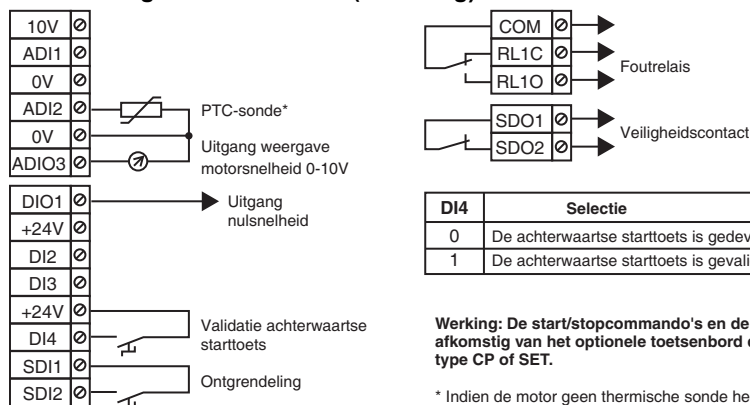 10V
ADI1
0V
ADI2
0V
ADIO3
PTC-sonde*
Uitgang weergave
motorsnelheid 0-10V
DIO1
+24V
DI2
DI3
+24V
DI4
SDI1
SDI2
Uitgang
nulsnelheid
Validatie achterwaartse
starttoets
Ontgrendeling
COM
RL1C
RL1O
Foutrelais
SDO1
SDO2
Veiligheidscontact
DI4 Selectie
0 De achterwaartse starttoets is
1 De achterwaartse starttoets is
Werking: De start/stopcommando's en de
afkomstig van het optionele toetsenbord
type CP of SET.
* Indien de motor geen thermische sonde